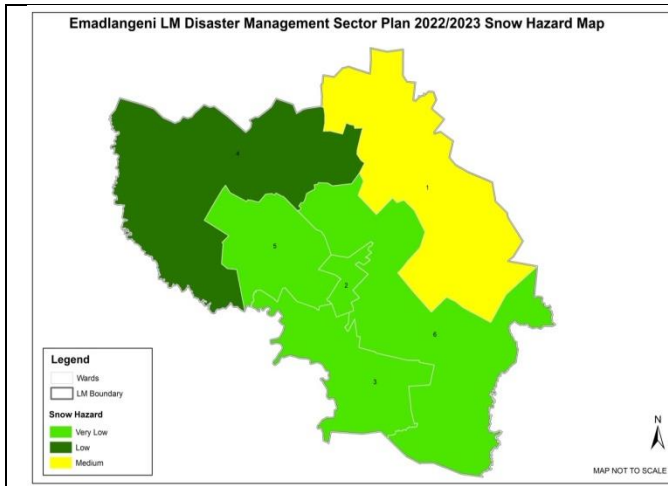 Emadlangeni LM Disaster Management Sector Plan 2022/2023 Snow Hazard Map
4
1
5
2
6
3
Legend
Wards
LM Boundary
Snow Hazard
Very Low
Low
Medium
N
MAP NOT TO SCALE